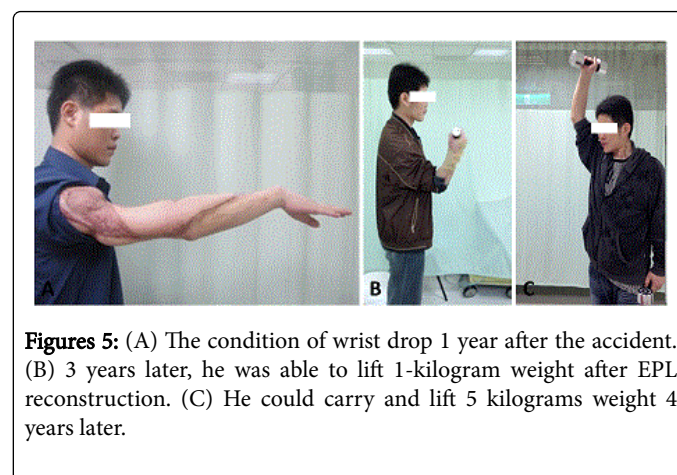 A
B
C
Figures 5: (A) The condition of wrist drop 1 year after the accident.
(B) 3 years later, he was able to lift 1-kilogram weight after EPL
reconstruction. (C) He could carry and lift 5 kilograms weight 4
years later.